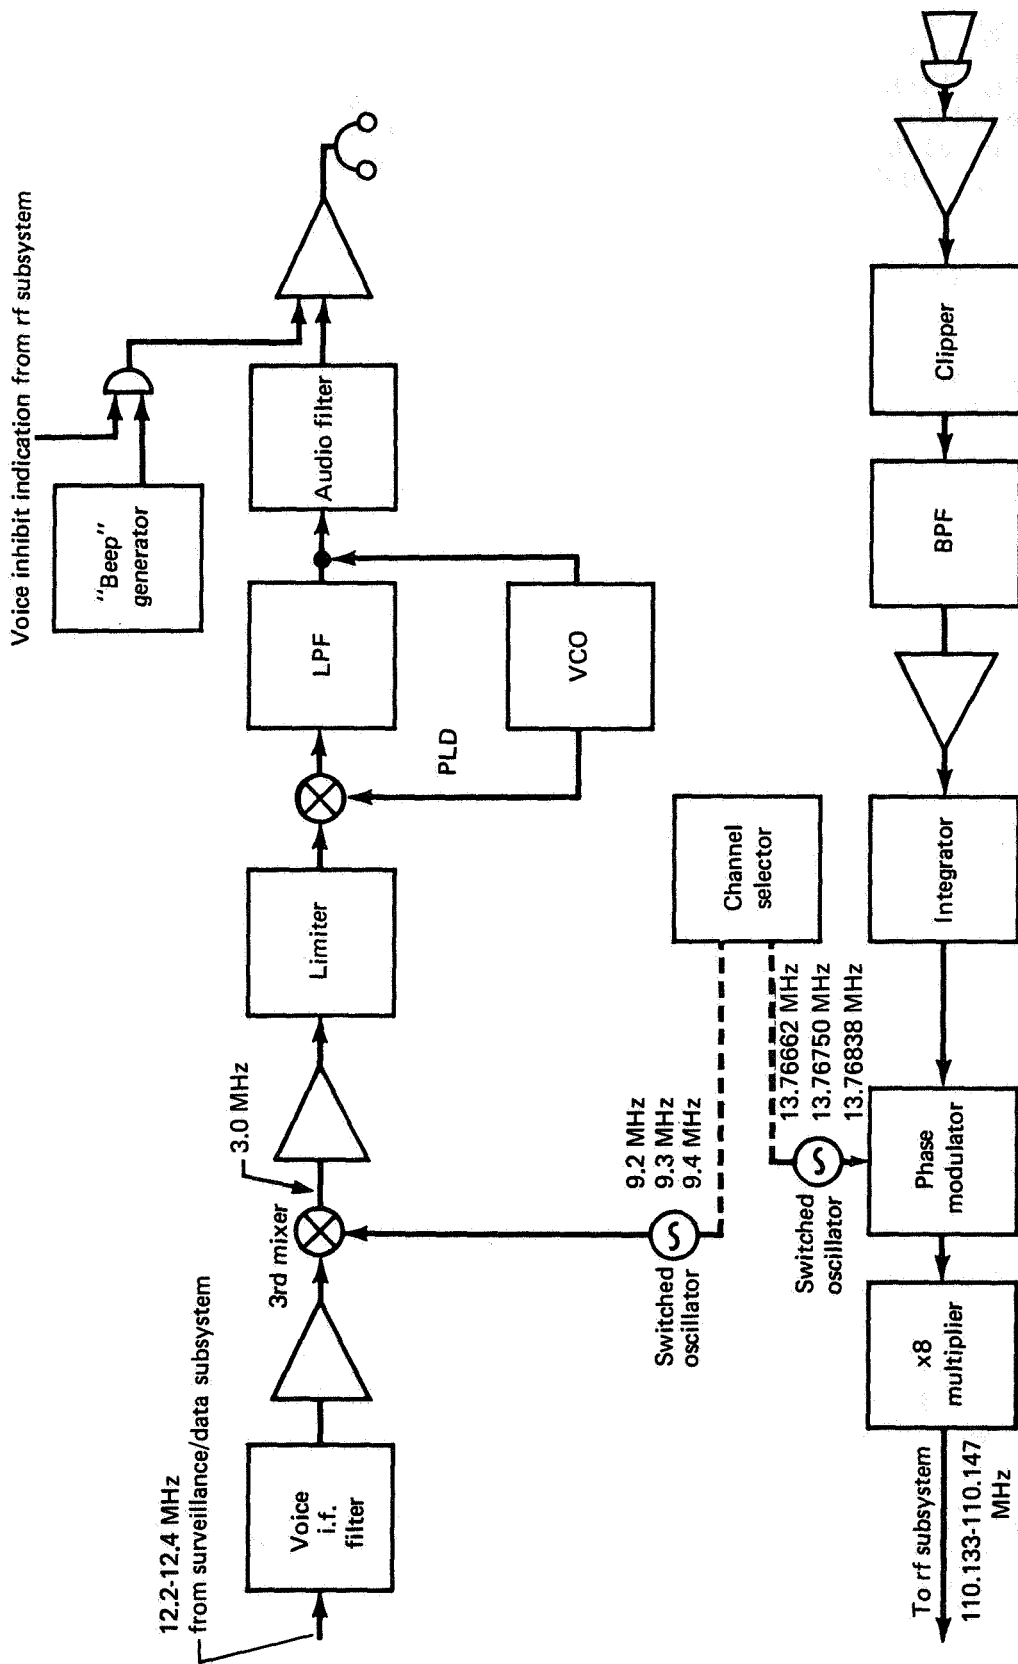 Voice inhibit indication from rf subsystem
"Beep"
generator
12.2-12.4 MHz
from surveillance/data subsystem
Voice
i.f.
filter
3rd mixer
3.0 MHz
Limiter
LPF
Audio filter
PLD
VCO
9.2 MHz
9.3 MHz
9.4 MHz
Switched
oscillator
Channel
selector
13.76662 MHz
13.76750 MHz
13.76838 MHz
Switched
oscillator
To rf subsystem
110.133-110.147
MHz
x8
multiplier
Phase
modulator
Integrator
BPF
Clipper